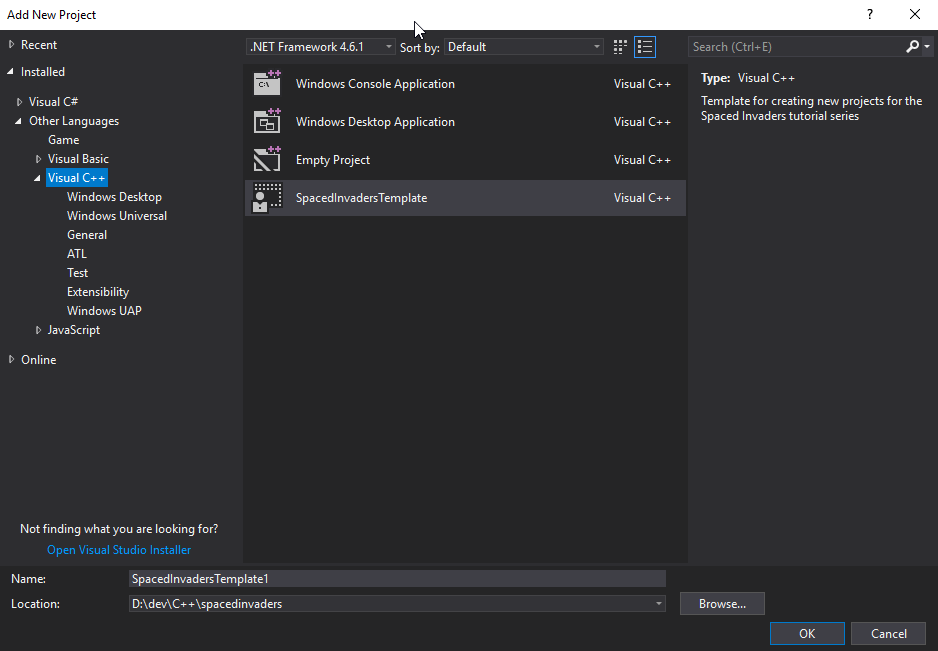 Add New Project
?
Recent
Installed
Visual C#
Other Languages
Game
Visual Basic
Visual C++
Windows Desktop
Windows Universal
General
ATL
Test
Extensibility
Windows UAP
JavaScript
Online
Not finding what you are looking for?
Open Visual Studio Installer
.NET Framework 4.6.1 Sort by: Default
Windows Console Application Visual C++
Windows Desktop Application Visual C++
Empty Project Visual C++
SpacedInvadersTemplate Visual C++
Search (Ctrl+E)
Type: Visual C++
Template for creating new projects for the
Spaced Invaders tutorial series
Name: SpacedInvadersTemplate1
Location: D:\dev\C++\spacedinvaders
Browse...
OK Cancel